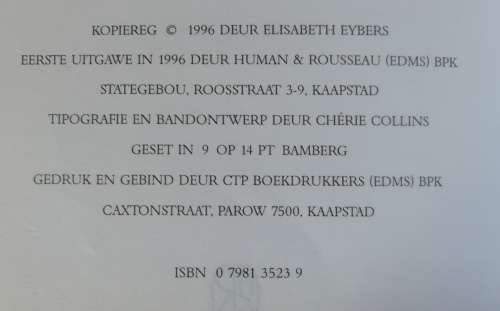 KOPIEREG © 1996 DEUR ELISABETH EYBERS
EERSTE UITGAWE IN 1996 DEUR HUMAN & ROUSSEAU (EDMS) BPK
STATEGEBOU, ROOSSTRAAT 3-9, KAAPSTAD
TIPOGRAFIE EN BANDONTWERP DEUR CHÉRIE COLLINS
GESET IN 9 OP 14 PT BAMBERG
GEDRUK EN GEBIND DEUR CTP BOEKDRUKKERS (EDMS) BPK
CAXTONSTRAAT, PAROW 7500, KAAPSTAD
ISBN 0 7981 3523 9